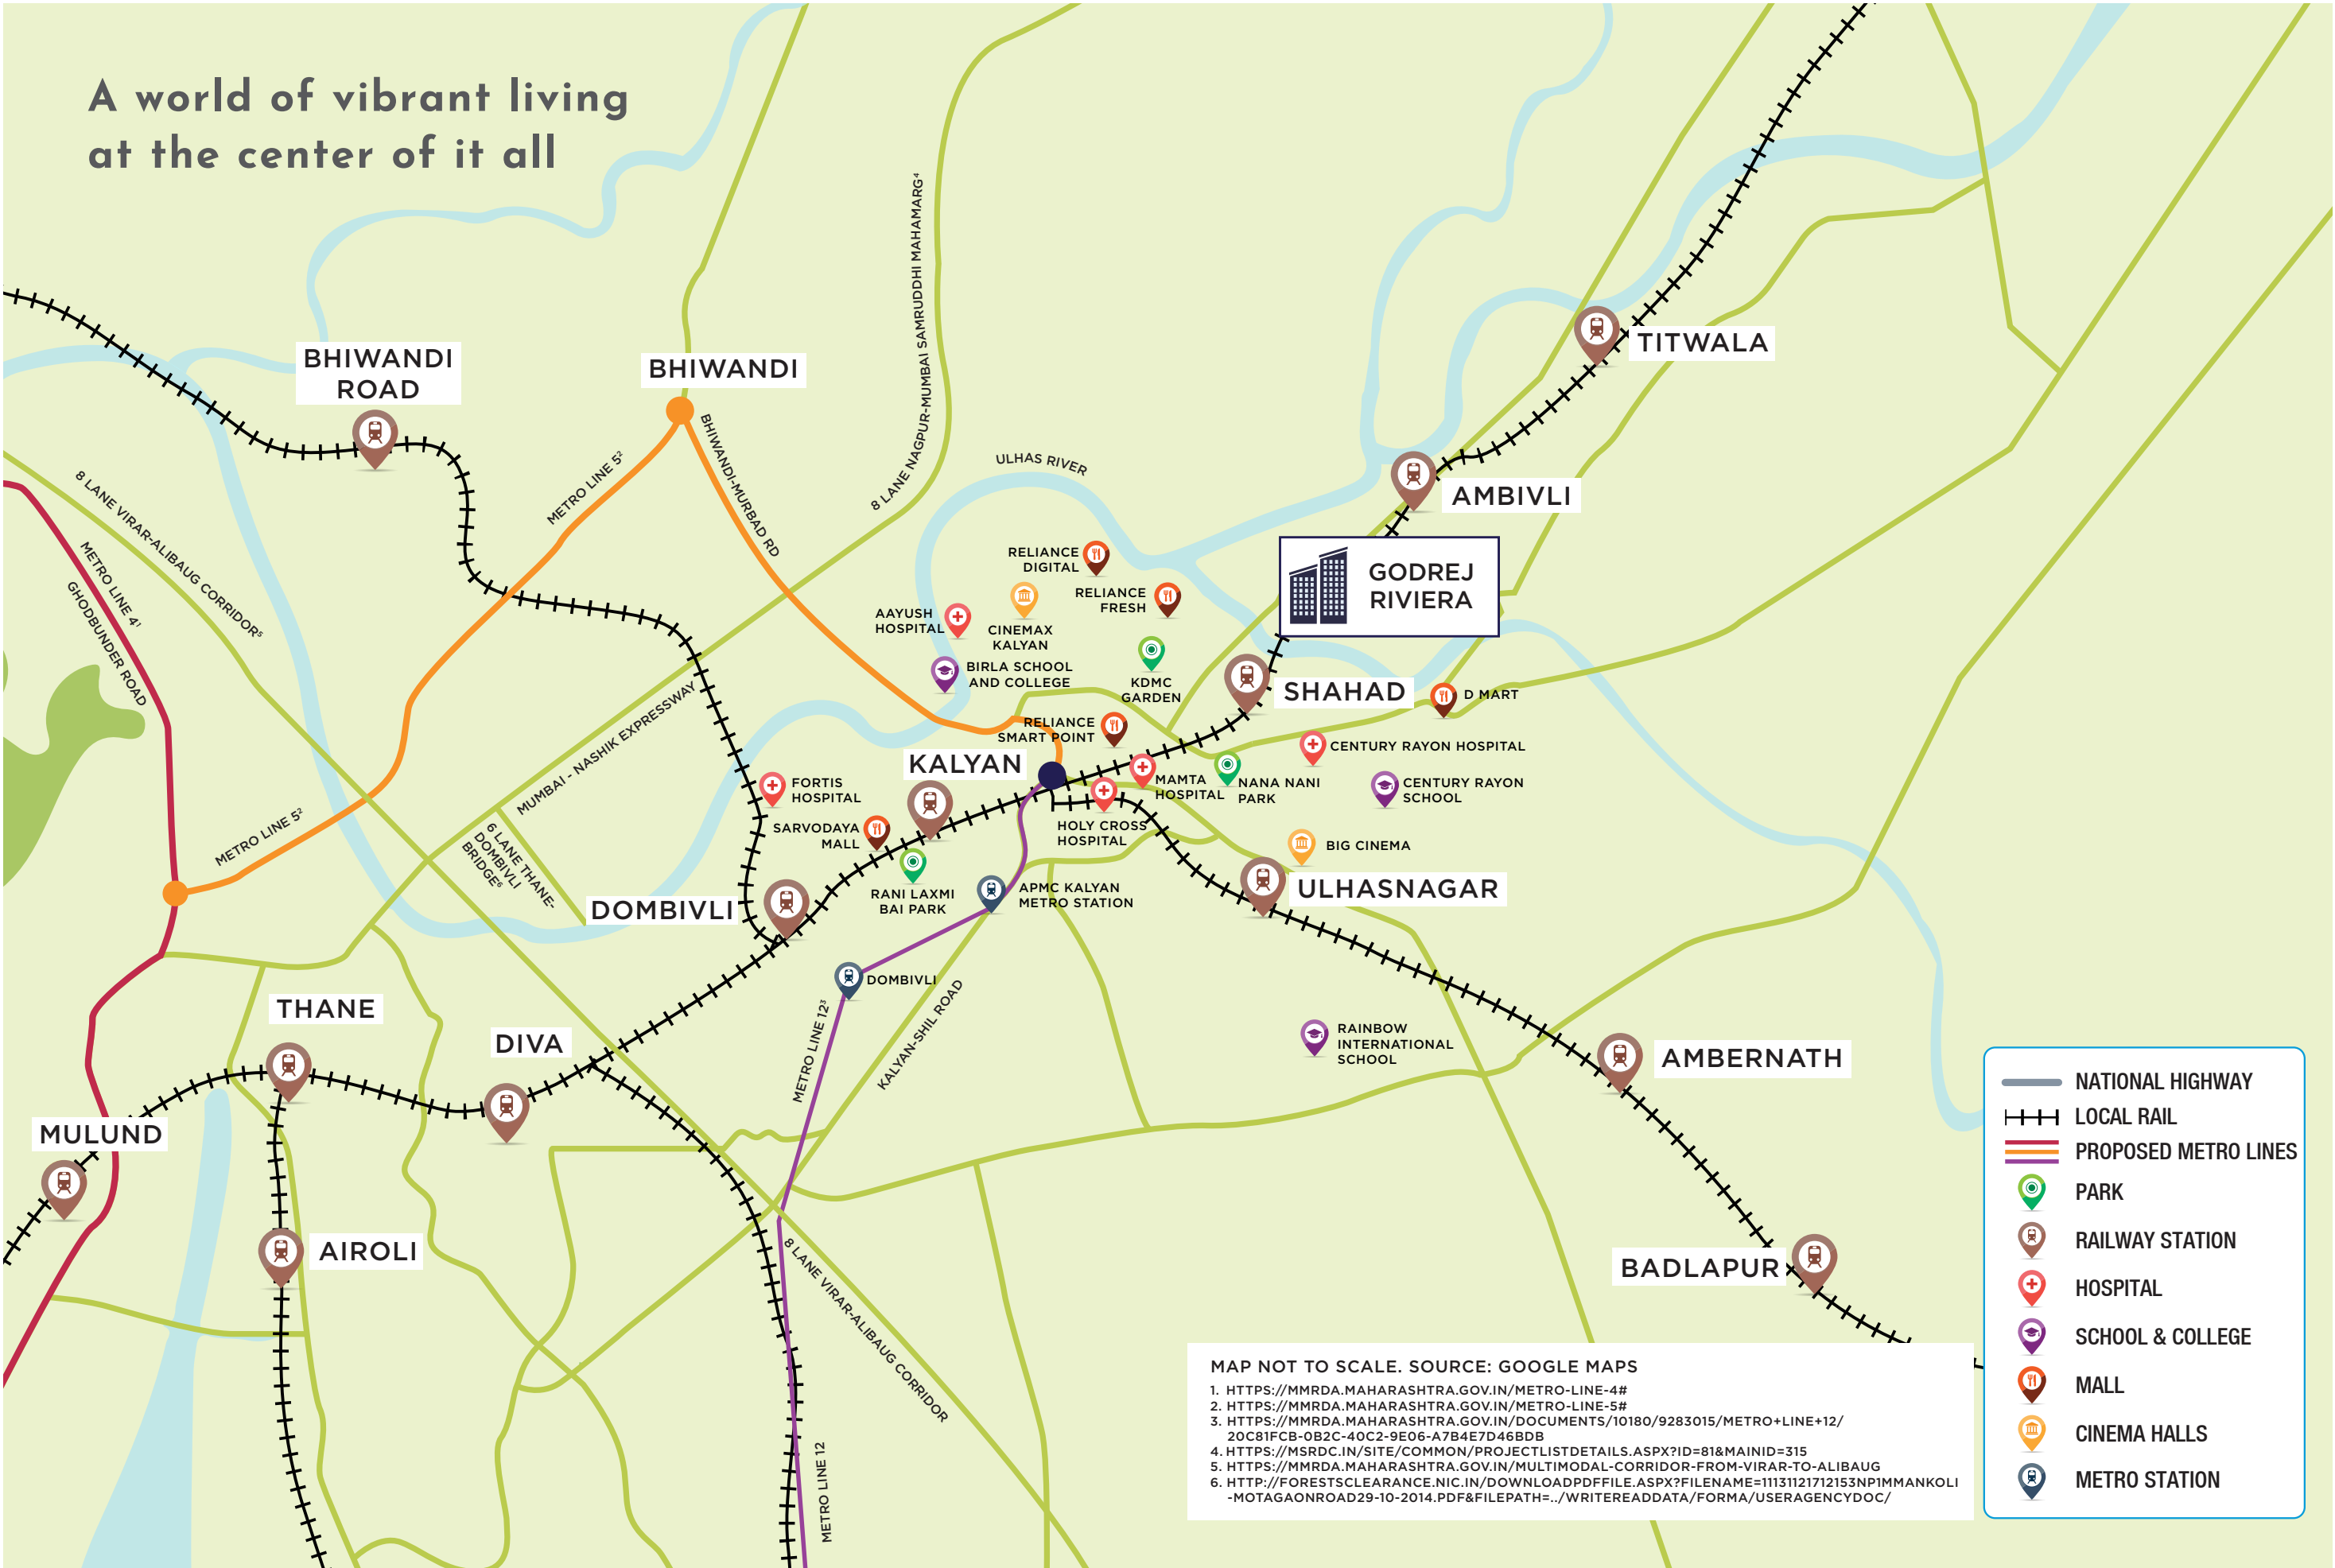 A world of vibrant living
at the center of it all
BHIWANDI
ROAD
BHIWANDI
8 LANE NAGPUR-MUMBAI SAMRUDDHI MAHAMARG⁴
TITWALA
METRO LINE 5²
BHIWANDI-MURBAD RD
ULHAS RIVER
AMBIVLI
8 LANE VIRAR-ALIBAUG CORRIDOR⁵
METRO LINE 4¹
GHODBUNDER ROAD
RELIANCE
DIGITAL
RELIANCE
FRESH
GODREJ
RIVIERA
AAYUSH
HOSPITAL
CINEMAX
KALYAN
BIRLA SCHOOL
AND COLLEGE
KDMC
GARDEN
SHAHAD
D MART
MUMBAI - NASHIK EXPRESSWAY
RELIANCE
SMART POINT
CENTURY RAYON HOSPITAL
KALYAN
FORTIS
HOSPITAL
MAMTA
HOSPITAL
NANA NANI
PARK
CENTURY RAYON
SCHOOL
METRO LINE 5²
6 LANE THANE-
DOMBIVLI
BRIDGE⁶
SARVODAYA
MALL
HOLY CROSS
HOSPITAL
BIG CINEMA
RANI LAXMI
BAI PARK
APMC KALYAN
METRO STATION
ULHASNAGAR
DOMBIVLI
DOMBIVLI
METRO LINE 12³
KALYAN-SHIL ROAD
THANE
DIVA
RAINBOW
INTERNATIONAL
SCHOOL
AMBERNATH
MULUND
AIROLI
8 LANE VIRAR-ALIBAUG CORRIDOR
BADLAPUR
METRO LINE 12
NATIONAL HIGHWAY
LOCAL RAIL
PROPOSED METRO LINES
PARK
RAILWAY STATION
HOSPITAL
SCHOOL & COLLEGE
MALL
CINEMA HALLS
METRO STATION
MAP NOT TO SCALE. SOURCE: GOOGLE MAPS
1. HTTPS://MMRDA.MAHARASHTRA.GOV.IN/METRO-LINE-4#
2. HTTPS://MMRDA.MAHARASHTRA.GOV.IN/METRO-LINE-5#
3. HTTPS://MMRDA.MAHARASHTRA.GOV.IN/DOCUMENTS/10180/9283015/METRO+LINE+12/
20C81FCB-0B2C-40C2-9E06-A7B4E7D46BDB
4. HTTPS://MSRDC.IN/SITE/COMMON/PROJECTLISTDETAILS.ASPX?ID=81&MAINID=315
5. HTTPS://MMRDA.MAHARASHTRA.GOV.IN/MULTIMODAL-CORRIDOR-FROM-VIRAR-TO-ALIBAUG
6. HTTP://FORESTSCLEARANCE.NIC.IN/DOWNLOADPDFFILE.ASPX?FILENAME=11131121712153NP1MMANKOLI
-MOTAGAONROAD29-10-2014.PDF&FILEPATH=../WRITEREADDATA/FORMA/USERAGENCYDOC/